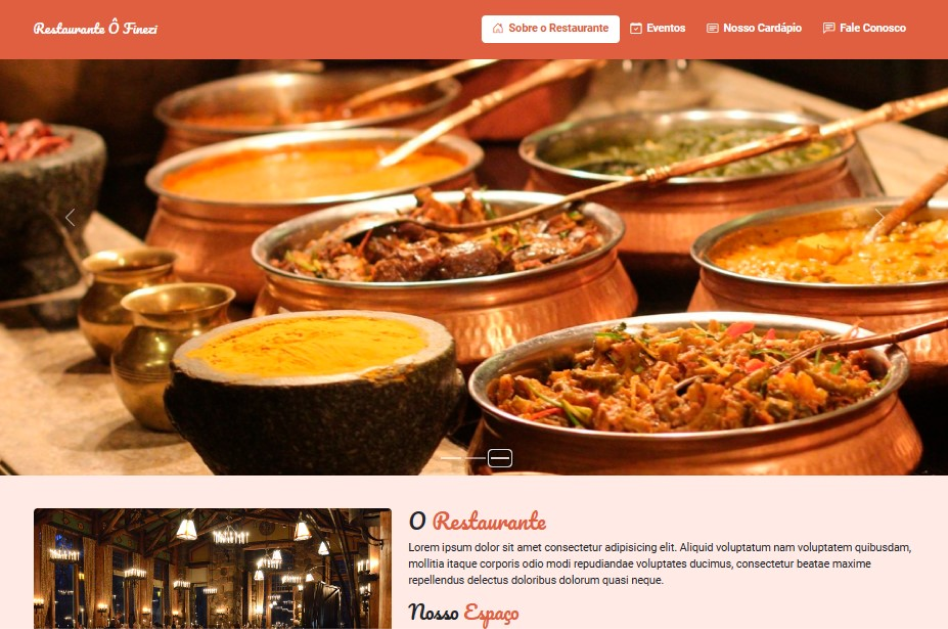 Restaurante Ô Finezi
Sobre o Restaurante
Eventos
Nosso Cardápio
Fale Conosco
O Restaurante
Lorem ipsum dolor sit amet consectetur adipisicing elit. Aliquid voluptatum nam voluptatem quibusdam,
mollitia itaque corporis odio modi repudiandae voluptates ducimus, consectetur beatae maxime
repellendus delectus doloribus dolorum quasi neque.
Nosso Espaço